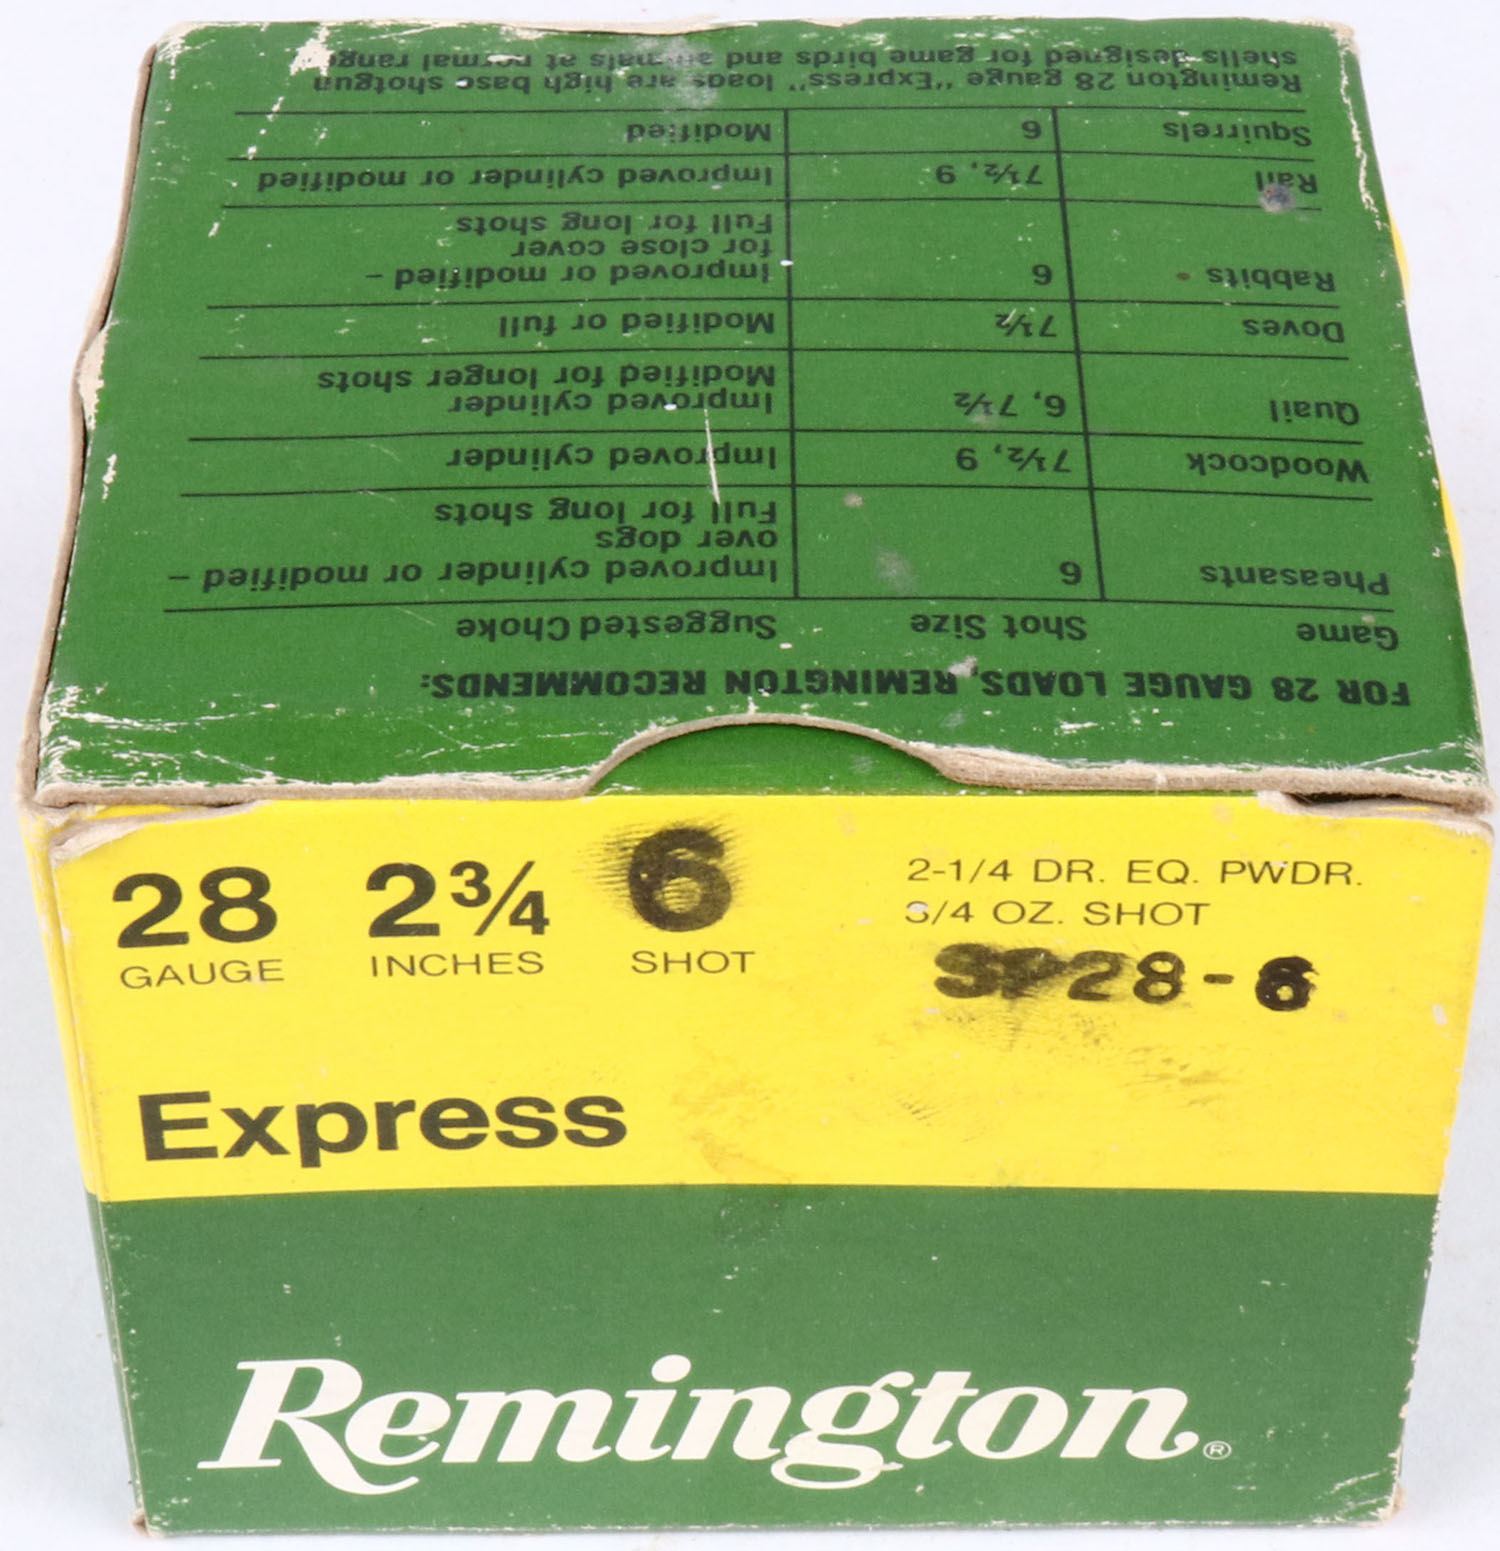 FOR 28 GAUGE LOADS, REMINGTON RECOMMENDS:
Game Shot Size Suggested Choke
Pheasants 6 Improved cylinder or modified –
over dogs
Full for long shots
Woodcock 7½, 9 Improved cylinder
Quail 6, 7½ Improved cylinder
Modified for longer shots
Doves 7½ Modified or full
Rabbits 6 Improved or modified –
for close cover
Full for long shots
Rail 7½, 9 Improved cylinder or modified
Squirrels 6 Modified
Remington 28 gauge "Express" loads are high base shotgun
shells designed for game birds and animals at normal range
28 2¾ 6
GAUGE INCHES SHOT
2-1/4 DR. EQ. PWDR.
3/4 OZ. SHOT
SP28-6
Express
Remington®